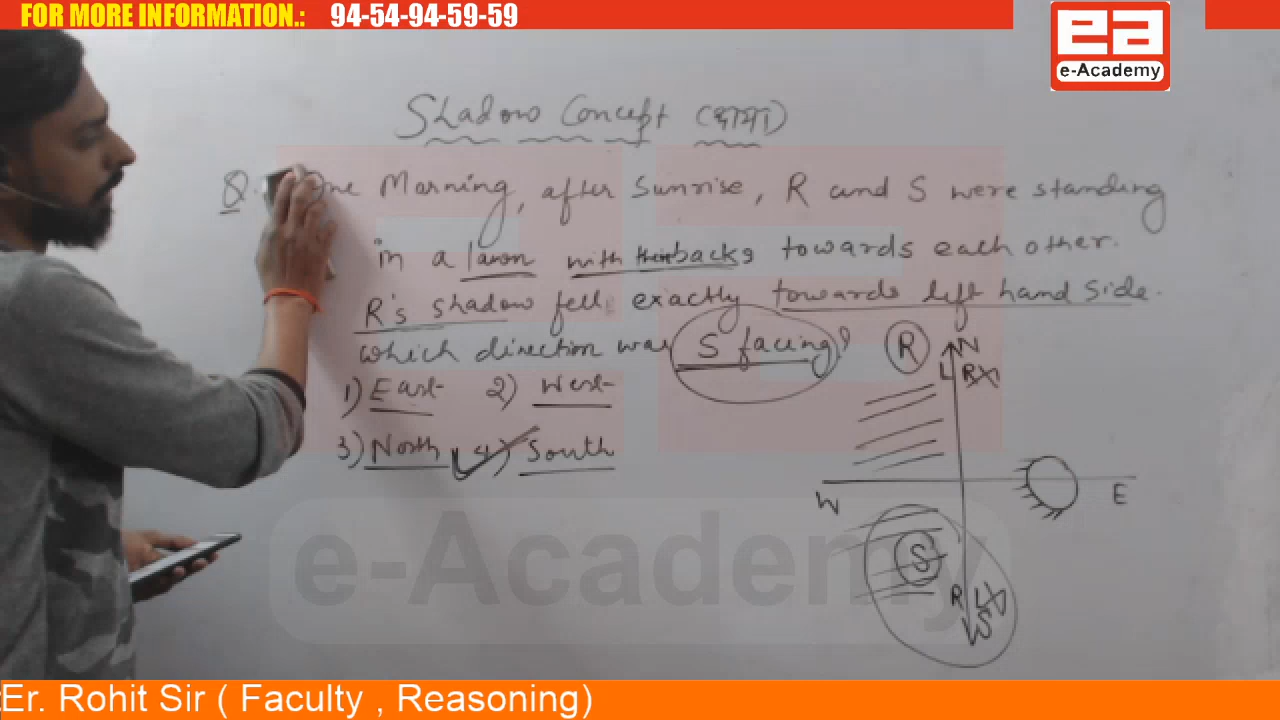 FOR MORE INFORMATION.: 94-54-94-59-59
ea
e-Academy
Shadow Concept (छाया)
Q. One Morning, after Sunrise, R and S were standing
in a lawn with their backs towards each other.
R's shadow fell exactly towards left hand side.
which direction was S facing?
1) East 2) West
3) North 4) South
R
N
L R
W
E
S
R L
S
e-Academy
Er. Rohit Sir ( Faculty , Reasoning)